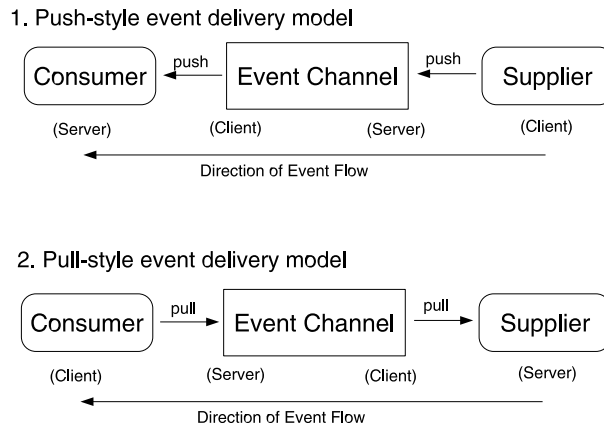 1. Push-style event delivery model
push
push
Consumer
Event Channel
Supplier
(Server)
(Client)
(Server)
(Client)
Direction of Event Flow
2. Pull-style event delivery model
pull
pull
Consumer
Event Channel
Supplier
(Client)
(Server)
(Client)
(Server)
Direction of Event Flow